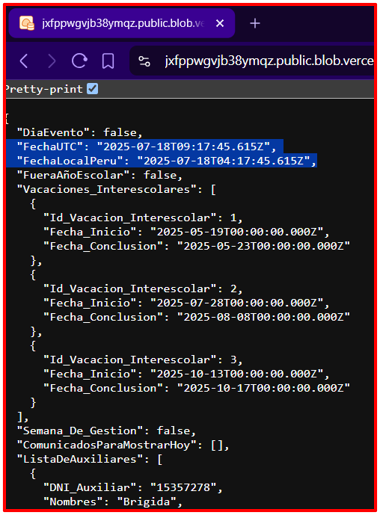 jxfppwgvjb38ymqz.public.blob.ver
jxfppwgvjb38ymqz.public.blob.verce
Pretty-print
{
"DiaEvento": false,
"FechaUTC": "2025-07-18T09:17:45.615Z",
"FechaLocalPeru": "2025-07-18T04:17:45.615Z",
"FueraAñoEscolar": false,
"Vacaciones_Interescolares": [
{
"Id_Vacacion_Interescolar": 1,
"Fecha_Inicio": "2025-05-19T00:00:00.000Z",
"Fecha_Conclusion": "2025-05-23T00:00:00.000Z"
},
{
"Id_Vacacion_Interescolar": 2,
"Fecha_Inicio": "2025-07-28T00:00:00.000Z",
"Fecha_Conclusion": "2025-08-08T00:00:00.000Z"
},
{
"Id_Vacacion_Interescolar": 3,
"Fecha_Inicio": "2025-10-13T00:00:00.000Z",
"Fecha_Conclusion": "2025-10-17T00:00:00.000Z"
}
],
"Semana_De_Gestion": false,
"ComunicadosParaMostrarHoy": [],
"ListaDeAuxiliares": [
{
"DNI_Auxiliar": "15357278",
"Nombres": "Brigida",